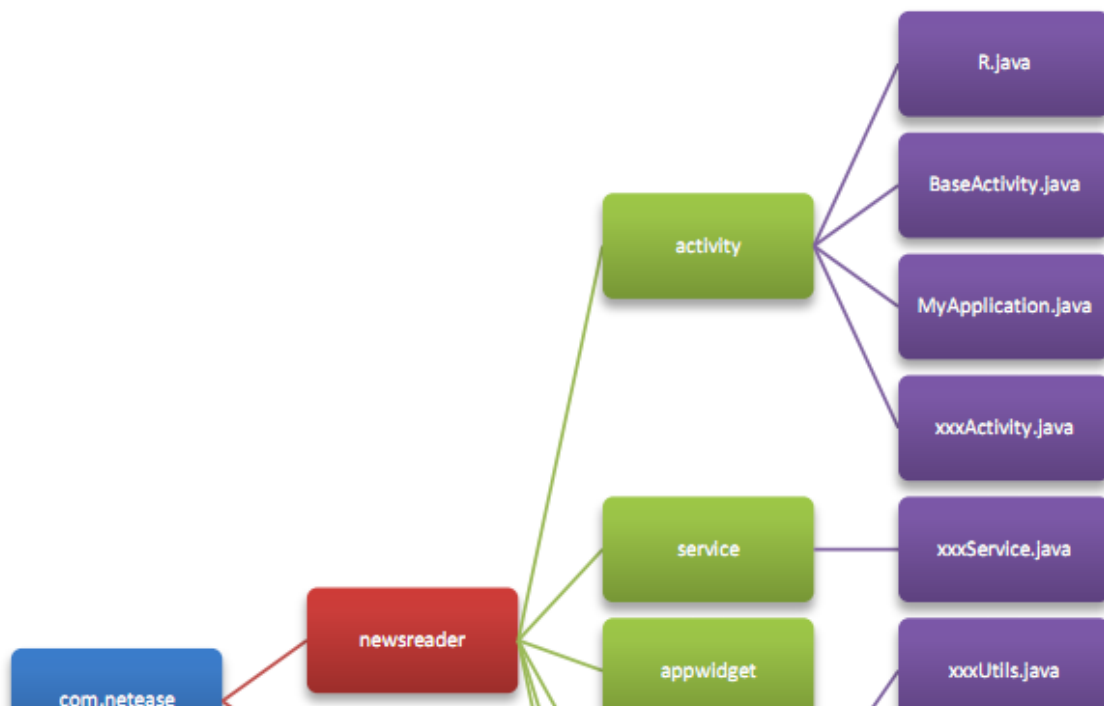 R.java
BaseActivity.java
activity
MyApplication.java
xxxActivity.java
service
xxxService.java
newsreader
appwidget
xxxUtils.java
com.netease